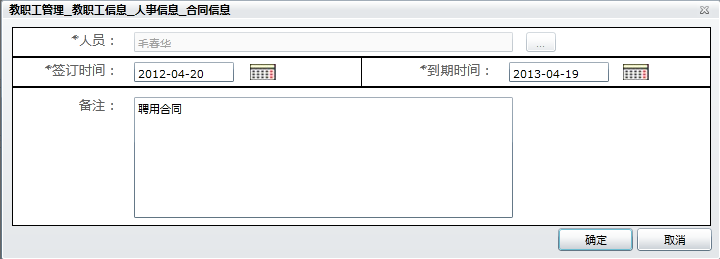 教职工管理_教职工信息_人事信息_合同信息
*人员： 毛春华 ...
*签订时间： 2012-04-20 *到期时间： 2013-04-19
备注： 聘用合同
确定 取消